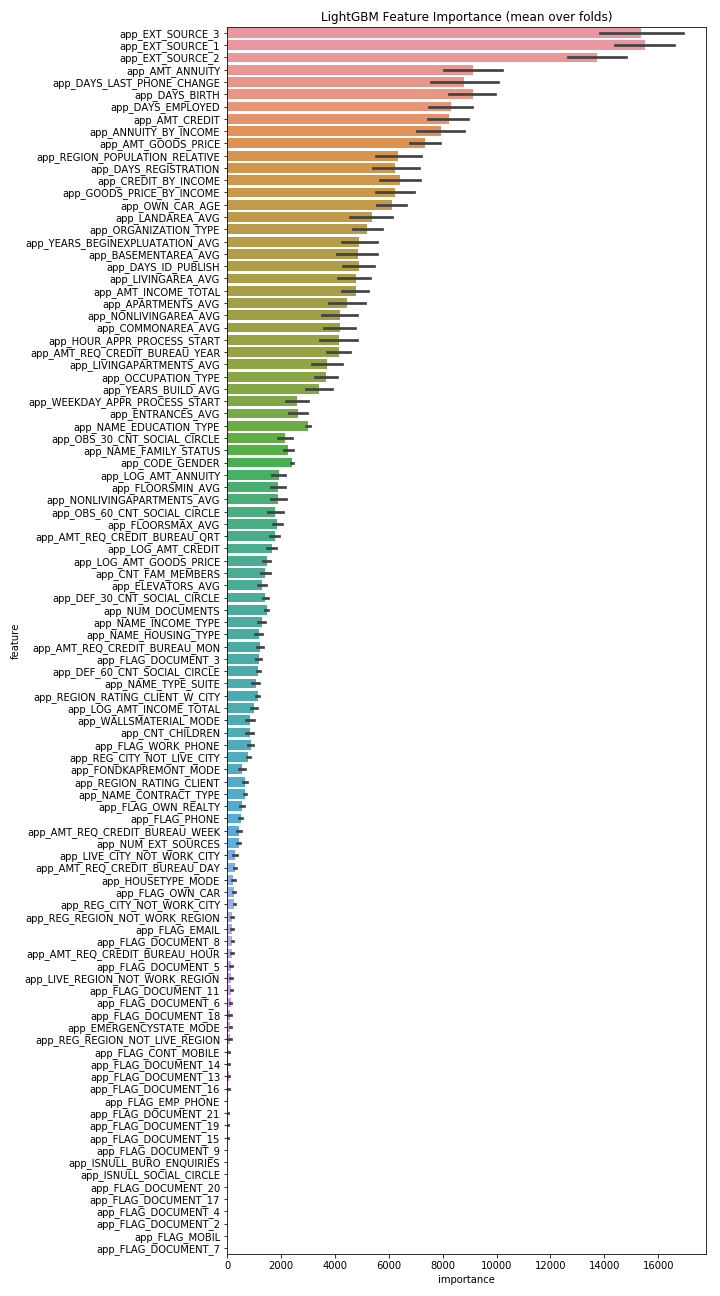 LightGBM Feature Importance (mean over folds)
app_EXT_SOURCE_3
app_EXT_SOURCE_1
app_EXT_SOURCE_2
app_AMT_ANNUITY
app_DAYS_LAST_PHONE_CHANGE
app_DAYS_BIRTH
app_DAYS_EMPLOYED
app_AMT_CREDIT
app_ANNUITY_BY_INCOME
app_AMT_GOODS_PRICE
app_REGION_POPULATION_RELATIVE
app_DAYS_REGISTRATION
app_CREDIT_BY_INCOME
app_GOODS_PRICE_BY_INCOME
app_OWN_CAR_AGE
app_LANDAREA_AVG
app_ORGANIZATION_TYPE
app_YEARS_BEGINEXPLUATATION_AVG
app_BASEMENTAREA_AVG
app_DAYS_ID_PUBLISH
app_LIVINGAREA_AVG
app_AMT_INCOME_TOTAL
app_APARTMENTS_AVG
app_NONLIVINGAREA_AVG
app_COMMONAREA_AVG
app_HOUR_APPR_PROCESS_START
app_AMT_REQ_CREDIT_BUREAU_YEAR
app_LIVINGAPARTMENTS_AVG
app_OCCUPATION_TYPE
app_YEARS_BUILD_AVG
app_WEEKDAY_APPR_PROCESS_START
app_ENTRANCES_AVG
app_NAME_EDUCATION_TYPE
app_OBS_30_CNT_SOCIAL_CIRCLE
app_NAME_FAMILY_STATUS
app_CODE_GENDER
app_LOG_AMT_ANNUITY
app_FLOORSMIN_AVG
app_NONLIVINGAPARTMENTS_AVG
app_OBS_60_CNT_SOCIAL_CIRCLE
app_FLOORSMAX_AVG
app_AMT_REQ_CREDIT_BUREAU_QRT
app_LOG_AMT_CREDIT
app_LOG_AMT_GOODS_PRICE
app_CNT_FAM_MEMBERS
app_ELEVATORS_AVG
app_DEF_30_CNT_SOCIAL_CIRCLE
app_NUM_DOCUMENTS
app_NAME_INCOME_TYPE
app_NAME_HOUSING_TYPE
app_AMT_REQ_CREDIT_BUREAU_MON
app_FLAG_DOCUMENT_3
app_DEF_60_CNT_SOCIAL_CIRCLE
app_NAME_TYPE_SUITE
app_REGION_RATING_CLIENT_W_CITY
app_LOG_AMT_INCOME_TOTAL
app_WALLSMATERIAL_MODE
app_CNT_CHILDREN
app_FLAG_WORK_PHONE
app_REG_CITY_NOT_LIVE_CITY
app_FONDKAPREMONT_MODE
app_REGION_RATING_CLIENT
app_NAME_CONTRACT_TYPE
app_FLAG_OWN_REALTY
app_FLAG_PHONE
app_AMT_REQ_CREDIT_BUREAU_WEEK
app_NUM_EXT_SOURCES
app_LIVE_CITY_NOT_WORK_CITY
app_AMT_REQ_CREDIT_BUREAU_DAY
app_HOUSETYPE_MODE
app_FLAG_OWN_CAR
app_REG_CITY_NOT_WORK_CITY
app_REG_REGION_NOT_WORK_REGION
app_FLAG_EMAIL
app_FLAG_DOCUMENT_8
app_AMT_REQ_CREDIT_BUREAU_HOUR
app_FLAG_DOCUMENT_5
app_LIVE_REGION_NOT_WORK_REGION
app_FLAG_DOCUMENT_11
app_FLAG_DOCUMENT_6
app_FLAG_DOCUMENT_18
app_EMERGENCYSTATE_MODE
app_REG_REGION_NOT_LIVE_REGION
app_FLAG_CONT_MOBILE
app_FLAG_DOCUMENT_14
app_FLAG_DOCUMENT_13
app_FLAG_DOCUMENT_16
app_FLAG_EMP_PHONE
app_FLAG_DOCUMENT_21
app_FLAG_DOCUMENT_19
app_FLAG_DOCUMENT_15
app_FLAG_DOCUMENT_9
app_ISNULL_BURO_ENQUIRIES
app_ISNULL_SOCIAL_CIRCLE
app_FLAG_DOCUMENT_20
app_FLAG_DOCUMENT_17
app_FLAG_DOCUMENT_4
app_FLAG_DOCUMENT_2
app_FLAG_MOBIL
app_FLAG_DOCUMENT_7
feature
0 2000 4000 6000 8000 10000 12000 14000 16000
importance